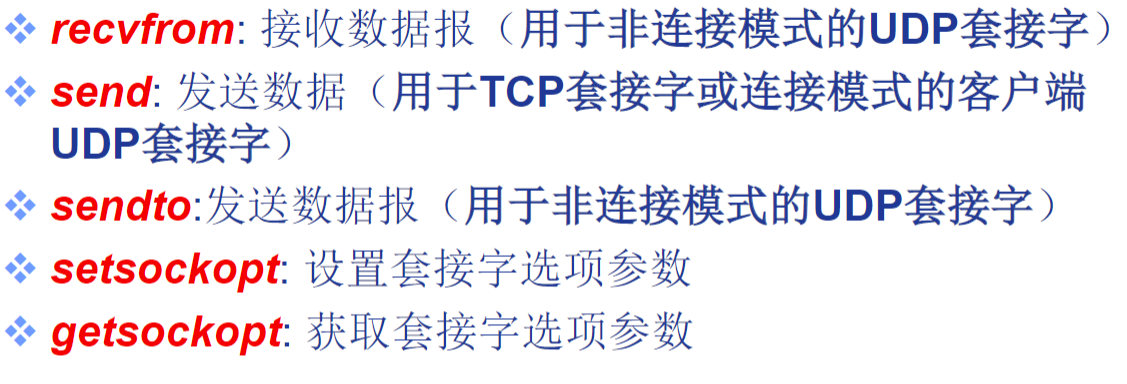 recvfrom: 接收数据报（用于非连接模式的UDP套接字）
send: 发送数据（用于TCP套接字或连接模式的客户端
UDP套接字）
sendto:发送数据报（用于非连接模式的UDP套接字）
setsockopt: 设置套接字选项参数
getsockopt: 获取套接字选项参数